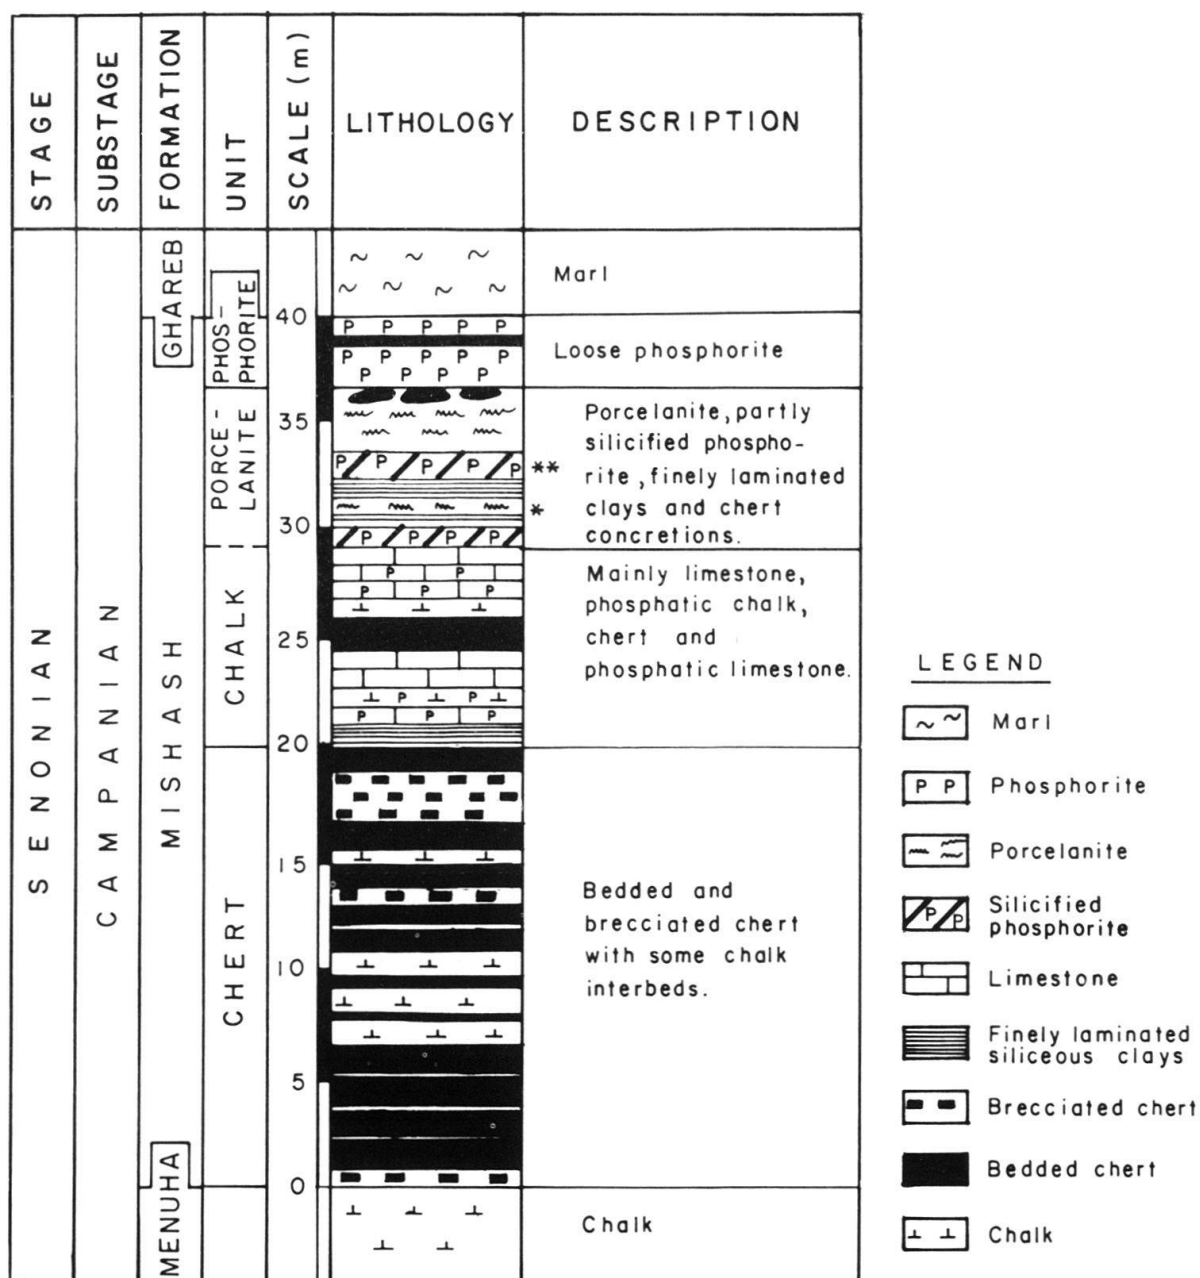 STAGE
SUBSTAGE
FORMATION
UNIT
SCALE (m)
LITHOLOGY
DESCRIPTION
SENONIAN
CAMPANIAN
GHAREB
MISHASH
MENUHA
PHOS-
PHORITE
PORCE-
LANITE
CHALK
CHERT
40
35
30
25
20
15
10
5
0
P P P P P
P P P P P
P P P P
P P P P P
P P P P
P P
P P P
P P
P P P
**
*
Marl
Loose phosphorite
Porcelanite, partly
silicified phospho-
rite, finely laminated
clays and chert
concretions.
Mainly limestone,
phosphatic chalk,
chert and
phosphatic limestone.
Bedded and
brecciated chert
with some chalk
interbeds.
Chalk
LEGEND
Marl
P P
Phosphorite
Porcelanite
P P
Silicified
phosphorite
Limestone
Finely laminated
siliceous clays
Brecciated chert
Bedded chert
Chalk